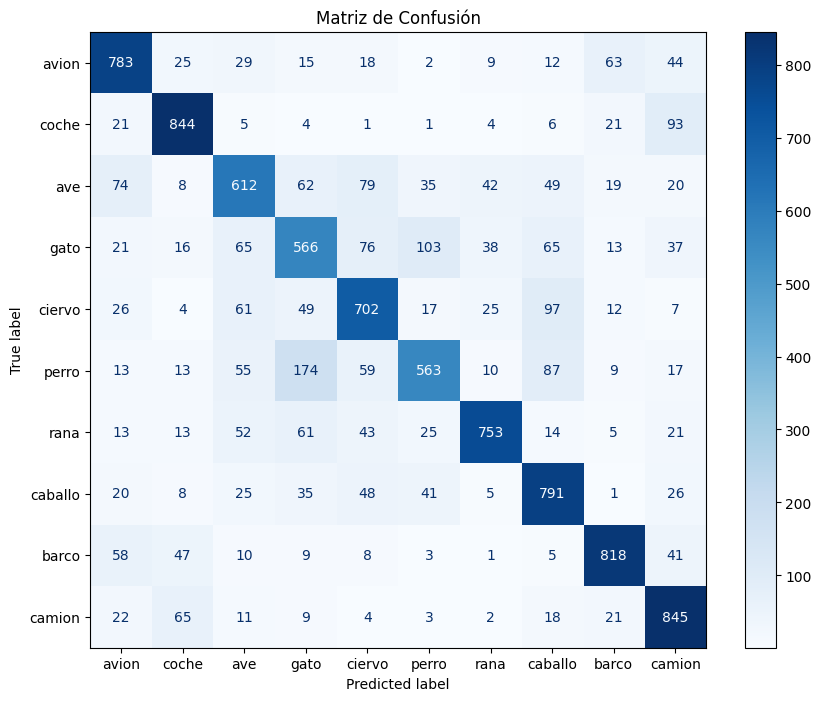 Matriz de Confusión
avion 783 25 29 15 18 2 9 12 63 44
coche 21 844 5 4 1 1 4 6 21 93
ave 74 8 612 62 79 35 42 49 19 20
gato 21 16 65 566 76 103 38 65 13 37
ciervo 26 4 61 49 702 17 25 97 12 7
perro 13 13 55 174 59 563 10 87 9 17
rana 13 13 52 61 43 25 753 14 5 21
caballo 20 8 25 35 48 41 5 791 1 26
barco 58 47 10 9 8 3 1 5 818 41
camion 22 65 11 9 4 3 2 18 21 845
avion coche ave gato ciervo perro rana caballo barco camion
Predicted label
True label
800
700
600
500
400
300
200
100